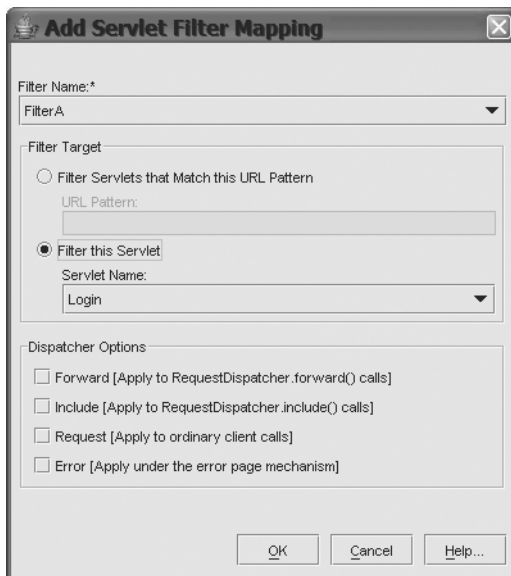 Add Servlet Filter Mapping
Filter Name:*
FilterA
Filter Target
Filter Servlets that Match this URL Pattern
URL Pattern:
Filter this Servlet
Servlet Name:
Login
Dispatcher Options
Forward [Apply to RequestDispatcher.forward() calls]
Include [Apply to RequestDispatcher.include() calls]
Request [Apply to ordinary client calls]
Error [Apply under the error page mechanism]
OK Cancel Help...